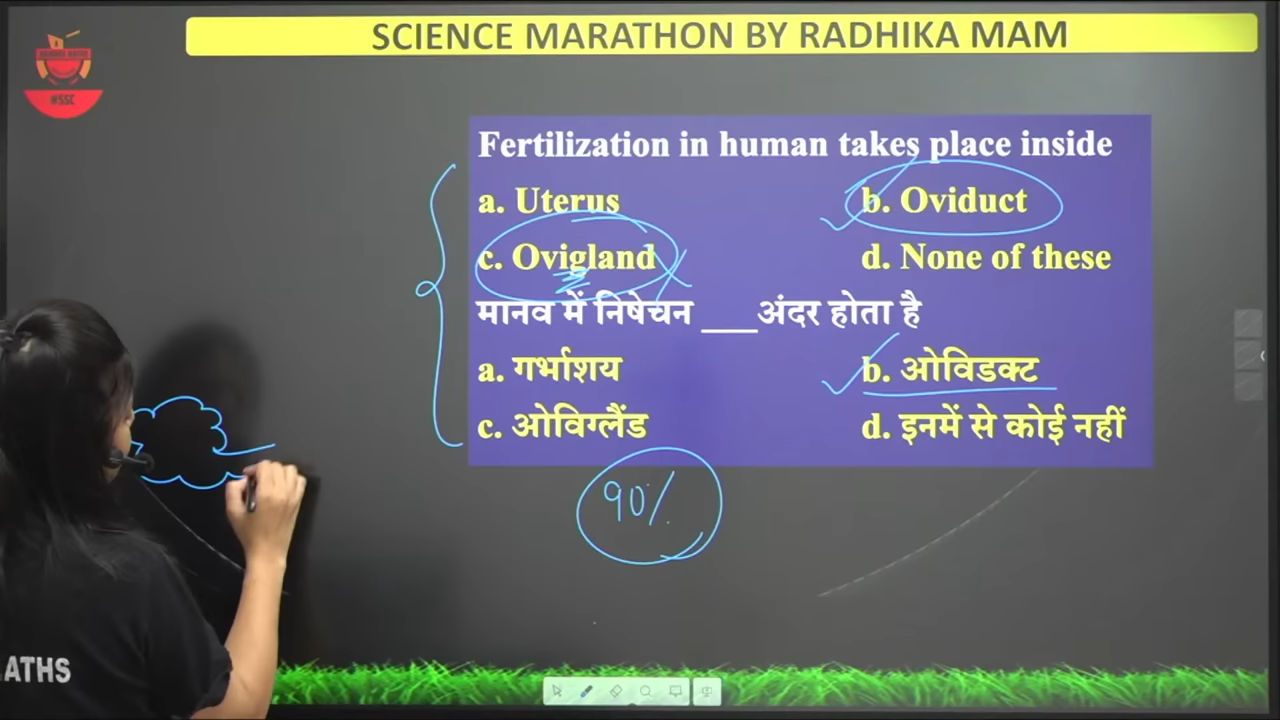 SCIENCE MARATHON BY RADHIKA MAM
#SSC
Fertilization in human takes place inside
a. Uterus
b. Oviduct
c. Ovigland
d. None of these
मानव में निषेचन ___अंदर होता है
a. गर्भाशय
b. ओविडक्ट
c. ओविग्लैंड
d. इनमें से कोई नहीं
90%
ATHS